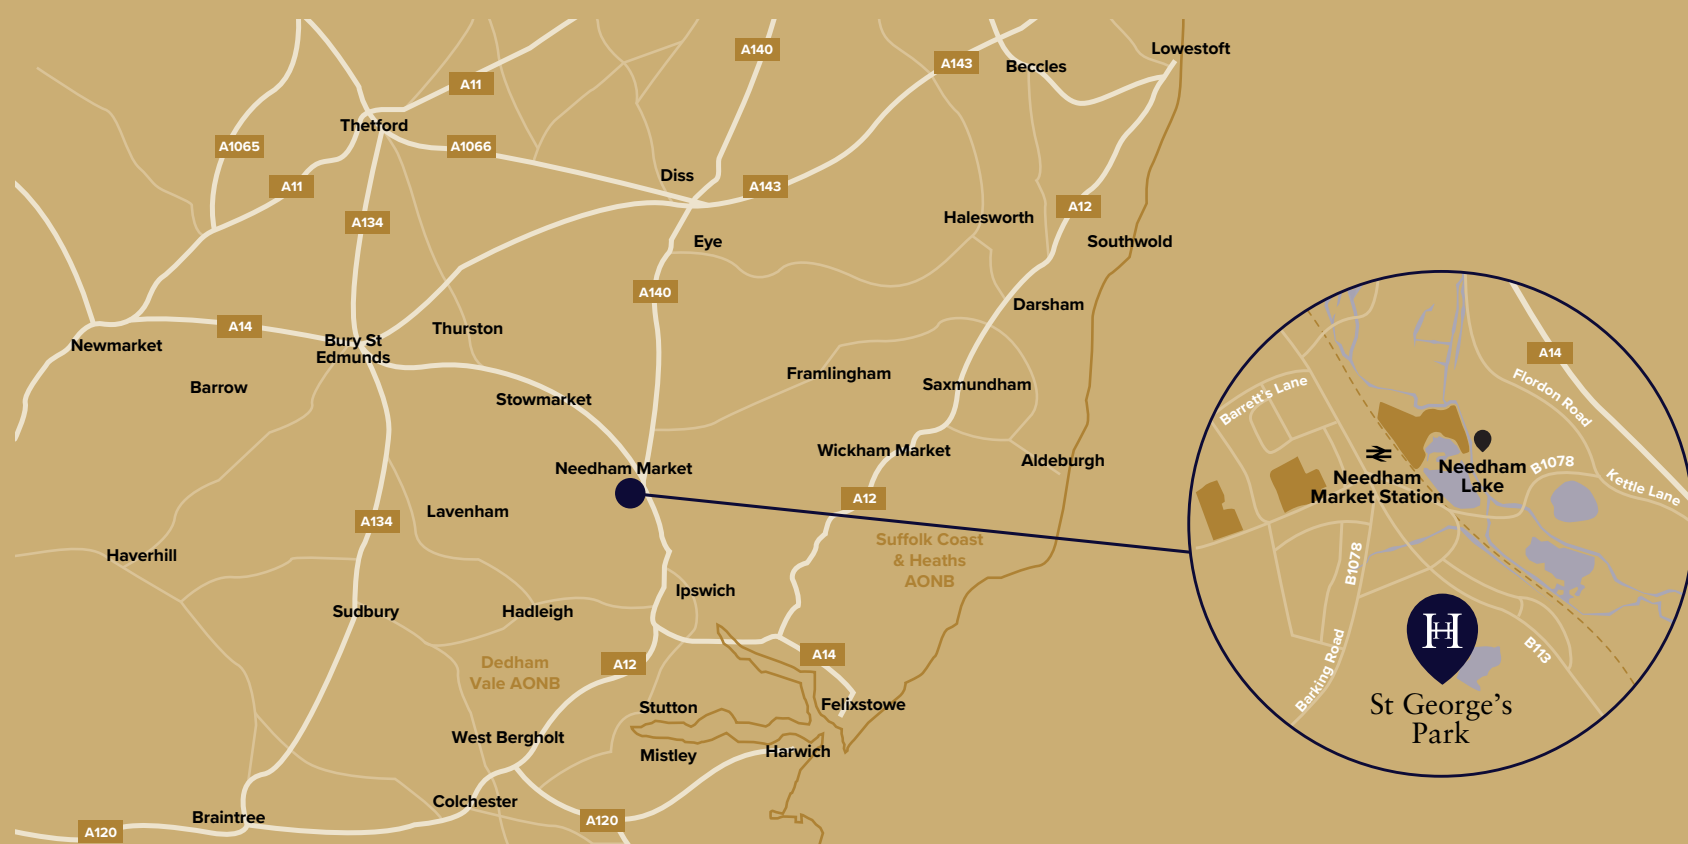 Lowestoft
A140
A143
Beccles
A11
Thetford
A1065
A1066
Diss
A11
A143
A134
A12
Halesworth
Eye
Southwold
A140
Darsham
A14
Thurston
Newmarket
Bury St
Edmunds
Barrow
Framlingham
Saxmundham
Stowmarket
Wickham Market
Needham Market
Aldeburgh
A12
Lavenham
A134
Suffolk Coast
& Heaths
AONB
Haverhill
Ipswich
Sudbury
Hadleigh
Dedham
Vale AONB
A12
A14
Stutton
Felixstowe
West Bergholt
Mistley
Harwich
Colchester
Braintree
A120
A120
A14
Flordon Road
Barrett's Lane
Needham
Market Station
Needham
Lake
B1078
Kettle Lane
B1078
Barking Road
B113
H
St George's
Park